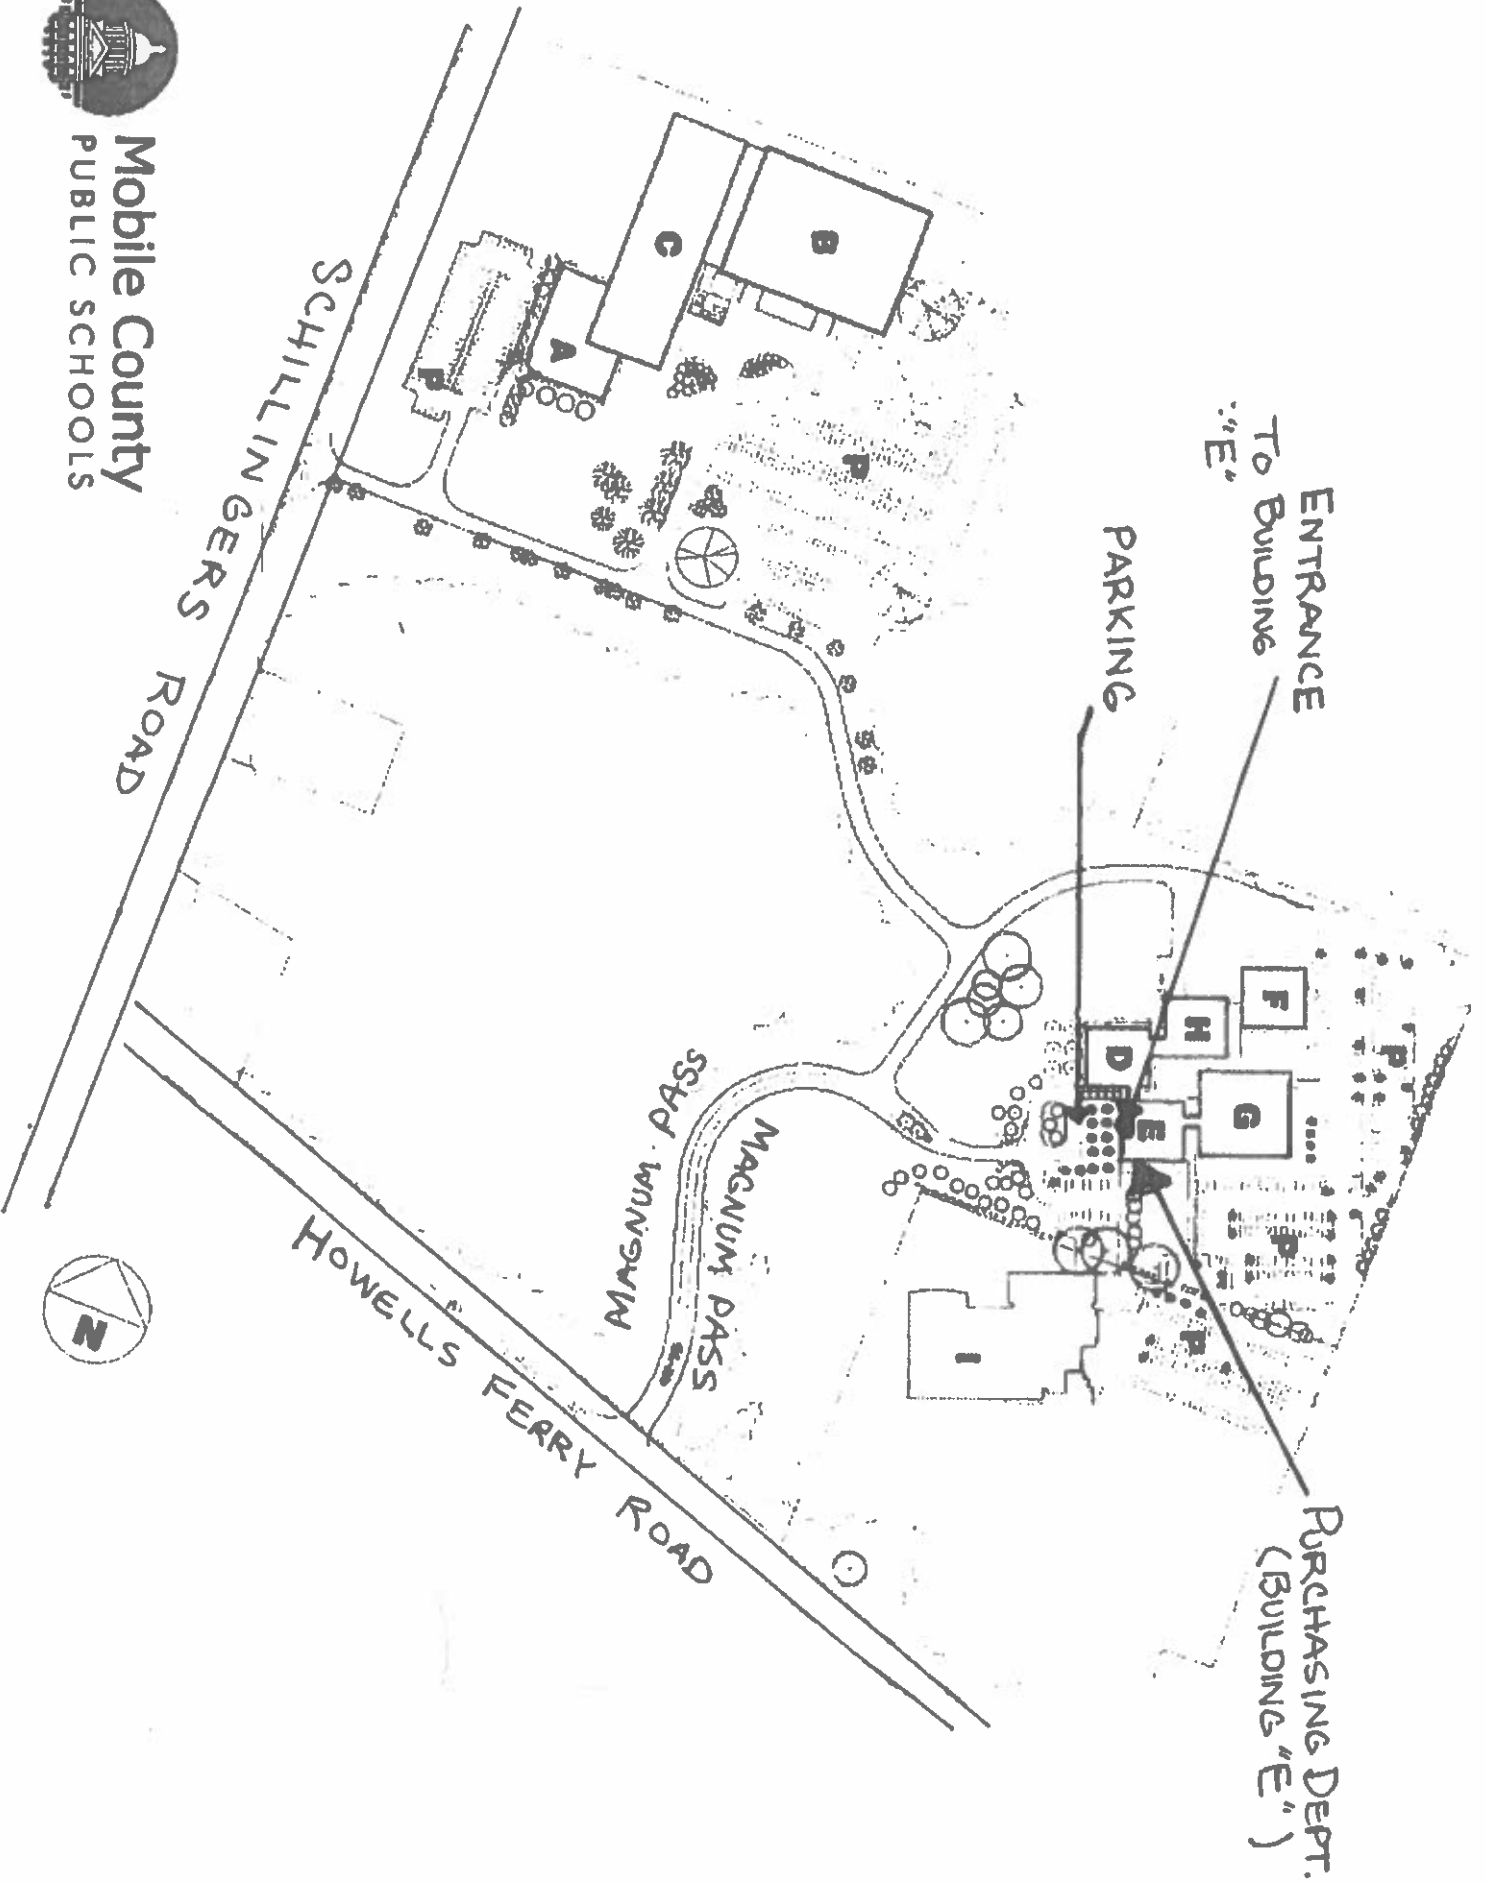 ENTRANCE
TO BUILDING
"E"
PARKING
PURCHASING DEPT.
(BUILDING "E")
F
P
H
D
G
E
P
P
I
B
P
C
A
P
MAGNUM PASS
MAGNUM PASS
SCHILLINGERS ROAD
HOWELLS FERRY ROAD
N
Mobile County
PUBLIC SCHOOLS